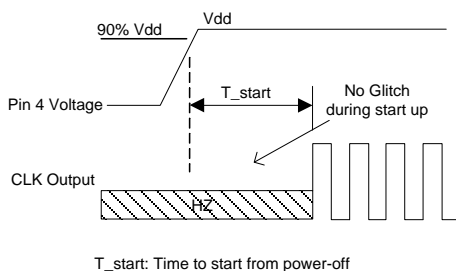 Vdd
90% Vdd
T_start
No Glitch
during start up
Pin 4 Voltage
CLK Output
HZ
T_start: Time to start from power-off